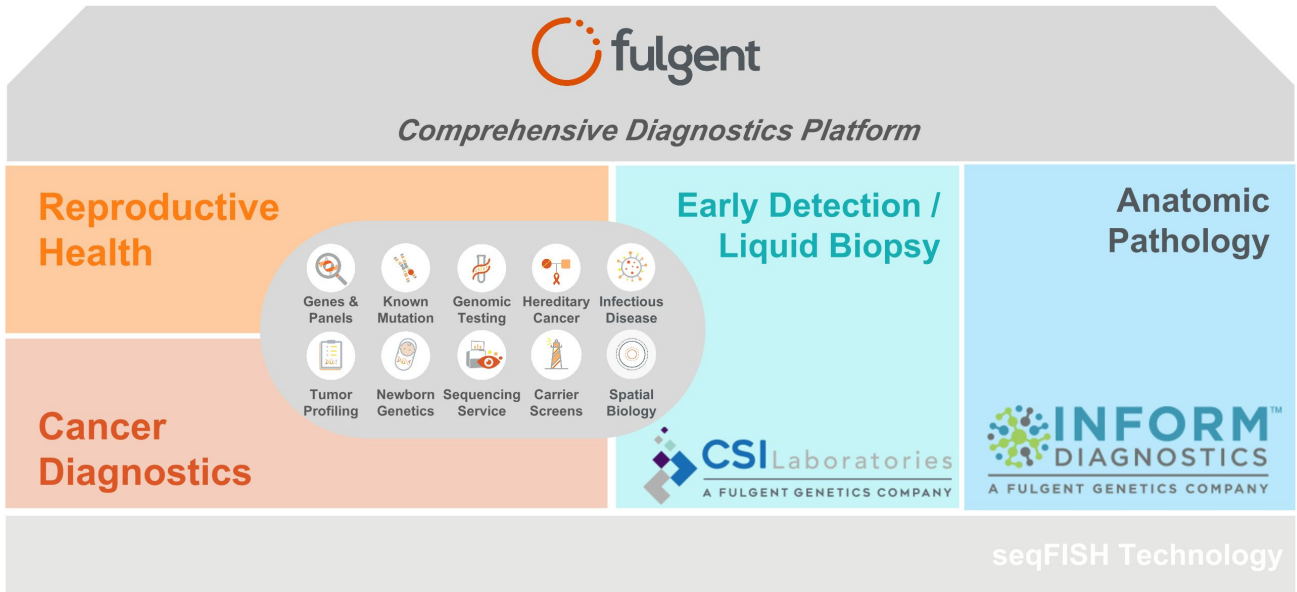 fulgent
Comprehensive Diagnostics Platform
Reproductive
Health
Early Detection /
Liquid Biopsy
Anatomic
Pathology
Genes &
Panels
Known
Mutation
Genomic
Testing
Hereditary
Cancer
Infectious
Disease
Tumor
Profiling
Newborn
Genetics
Sequencing
Service
Carrier
Screens
Spatial
Biology
Cancer
Diagnostics
CSI Laboratories
A FULGENT GENETICS COMPANY
INFORM™
DIAGNOSTICS
A FULGENT GENETICS COMPANY
seqFISH Technology